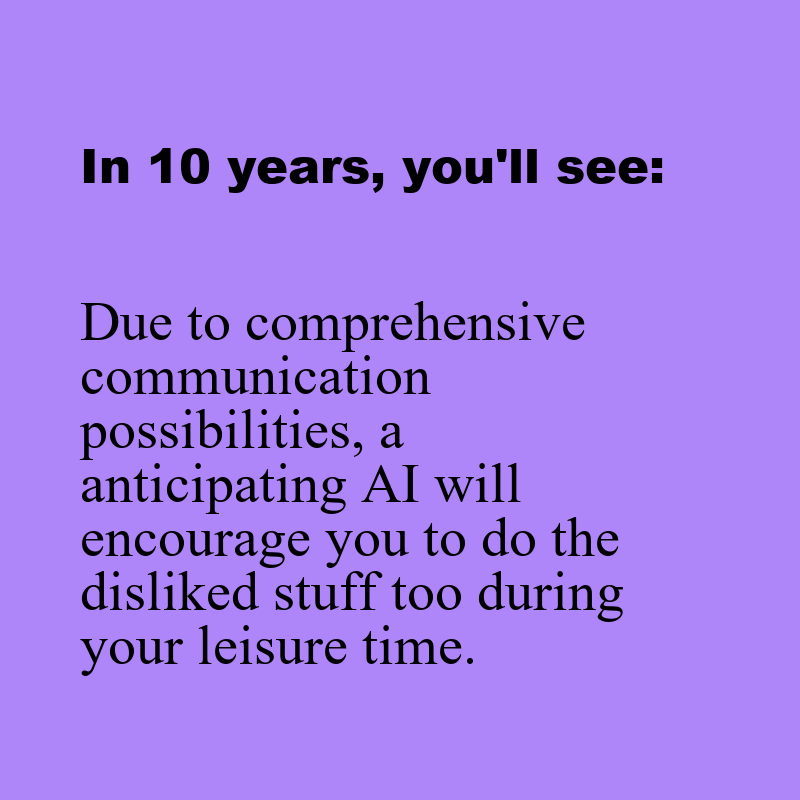 In 10 years, you'll see:
Due to comprehensive
communication
possibilities, a
anticipating AI will
encourage you to do the
disliked stuff too during
your leisure time.